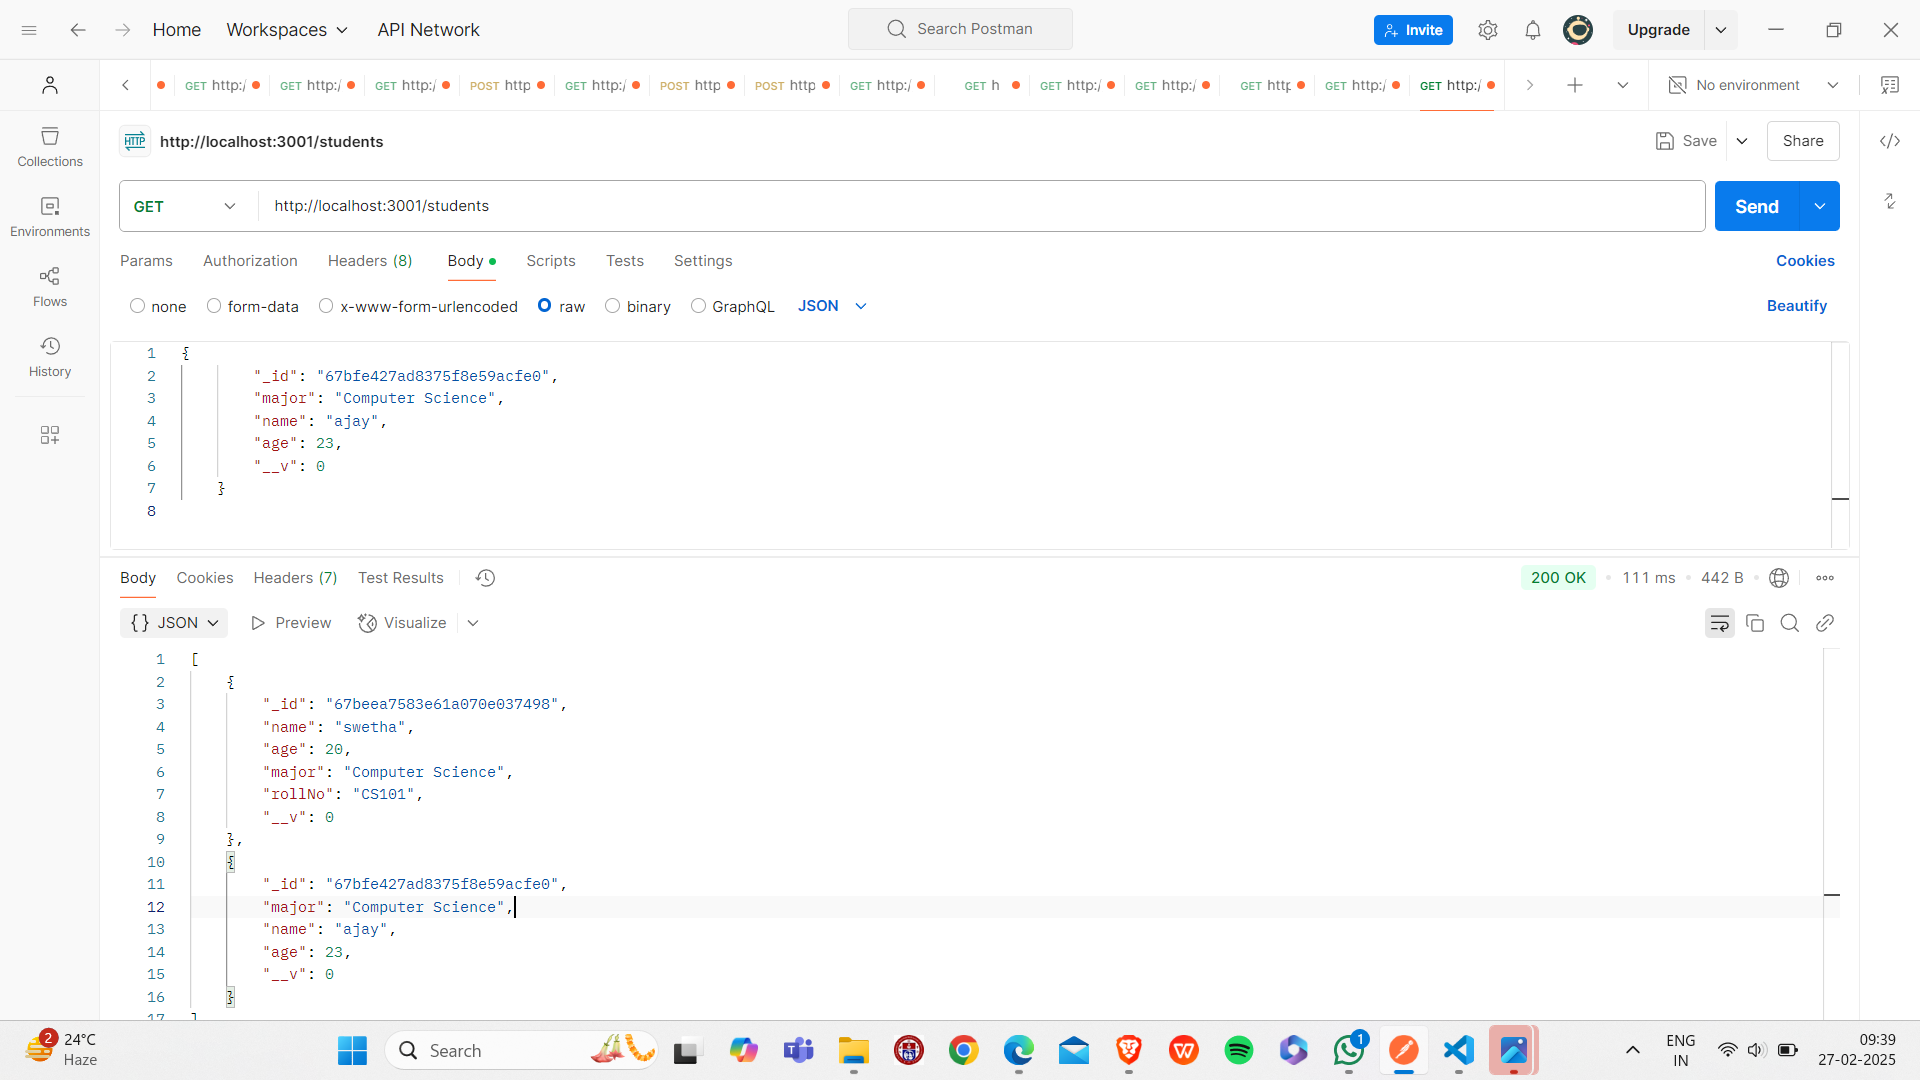 Home Workspaces API Network Search Postman Invite Upgrade
GET http:/ GET http:/ GET http:/ POST http GET http:/ POST http POST http GET http:/ GET h GET http:/ GET http:/ GET http GET http:/ GET http:/ No environment
HTTP http://localhost:3001/students Save Share
Collections
GET http://localhost:3001/students Send
Environments
Params Authorization Headers (8) Body Scripts Tests Settings Cookies
Flows
none form-data x-www-form-urlencoded raw binary GraphQL JSON Beautify
History
1 {
2 "_id": "67bfe427ad8375f8e59acfe0",
3 "major": "Computer Science",
4 "name": "ajay",
5 "age": 23,
6 "__v": 0
7 }
8
Body Cookies Headers (7) Test Results 200 OK 111 ms 442 B
{} JSON Preview Visualize
1 [
2 {
3 "_id": "67beea7583e61a070e037498",
4 "name": "swetha",
5 "age": 20,
6 "major": "Computer Science",
7 "rollNo": "CS101",
8 "__v": 0
9 },
10 {
11 "_id": "67bfe427ad8375f8e59acfe0",
12 "major": "Computer Science",
13 "name": "ajay",
14 "age": 23,
15 "__v": 0
16 }
17 ]
2 24°C
Haze
Search
1
ENG
IN
09:39
27-02-2025